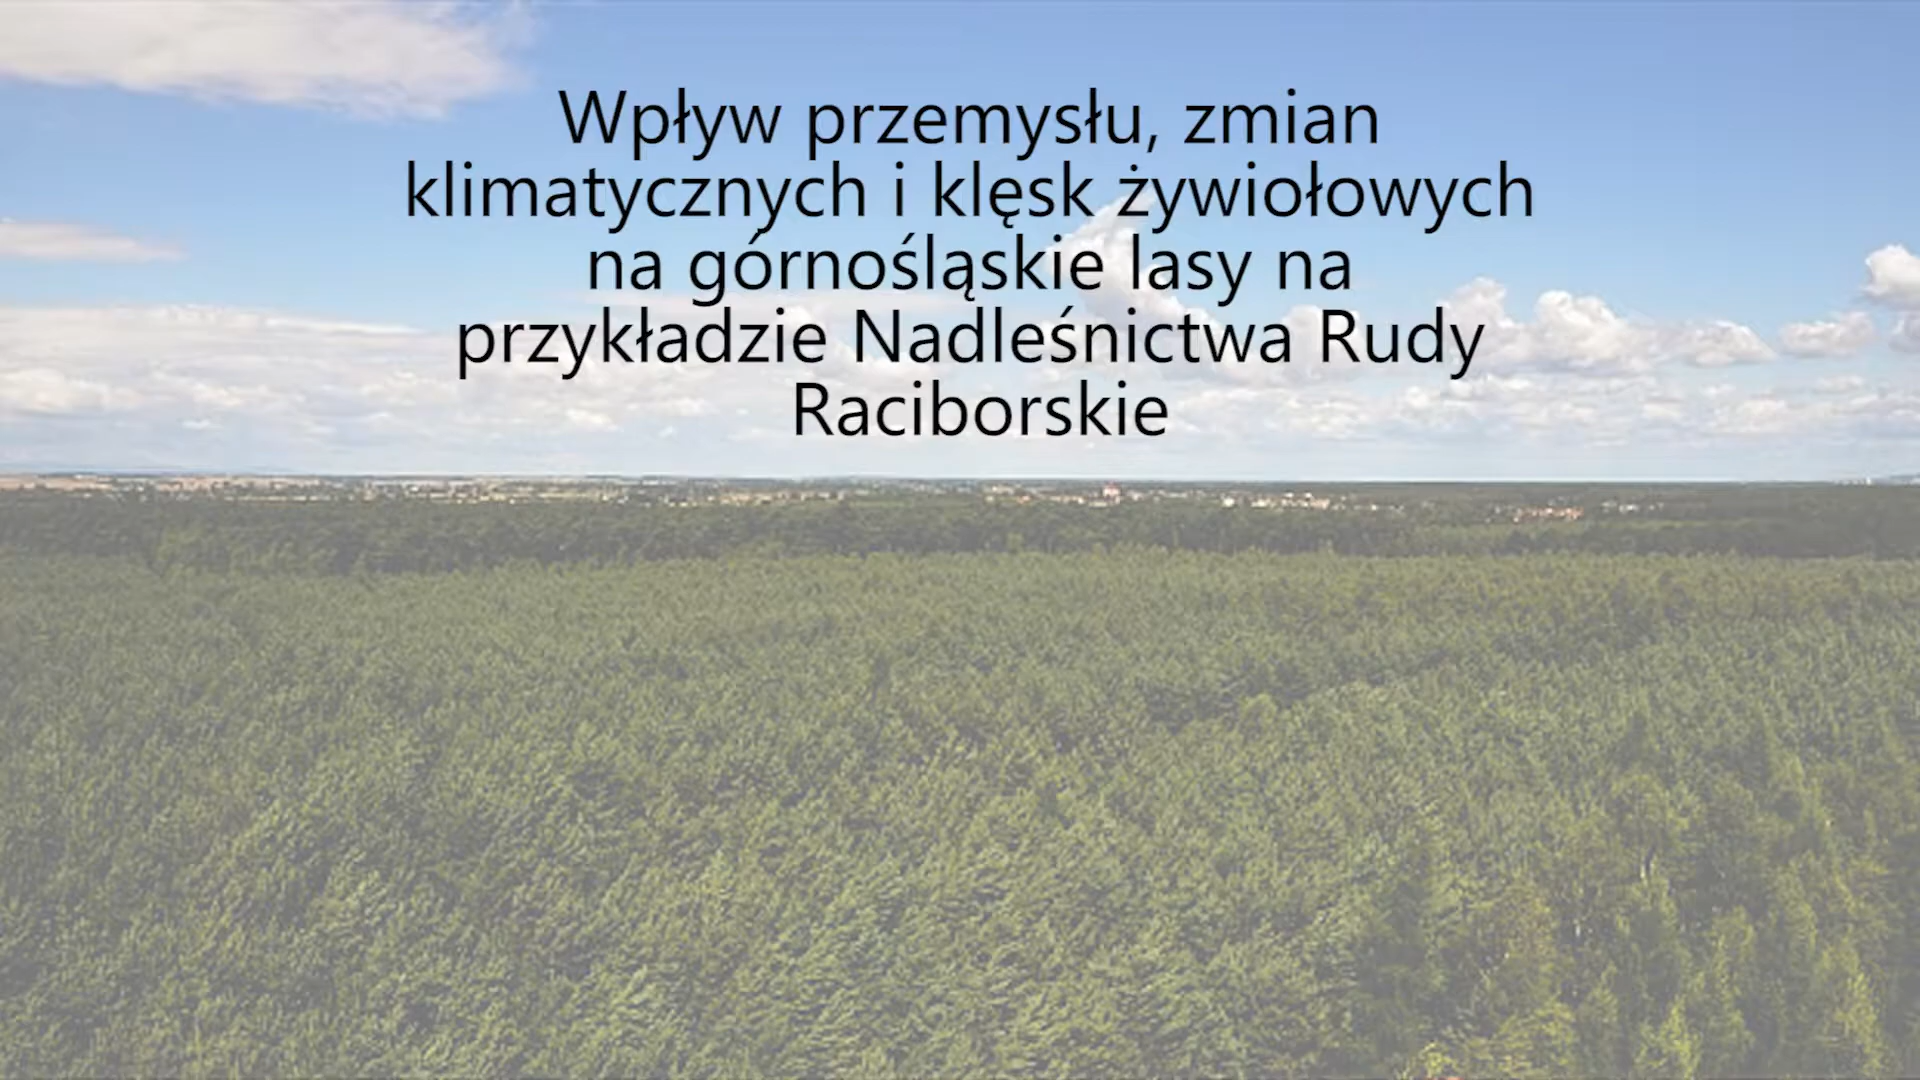 Wpływ przemysłu, zmian
klimatycznych i klęsk żywiołowych
na górnośląskie lasy na
przykładzie Nadleśnictwa Rudy
Raciborskie